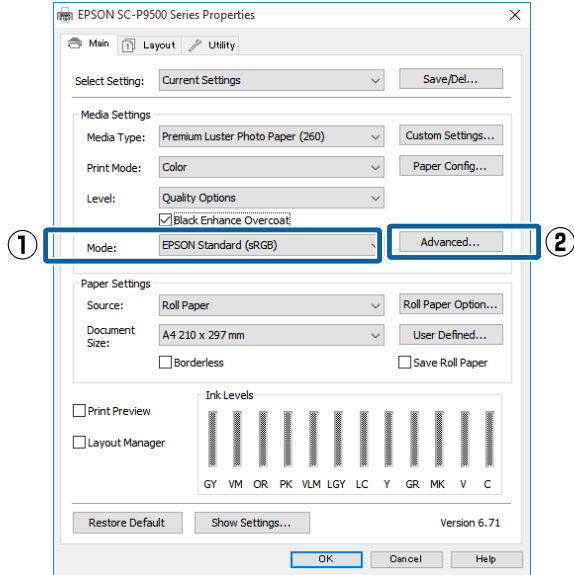 EPSON SC-P9500 Series Properties
Main Layout Utility
Select Setting: Current Settings Save/Del...
Media Settings
Media Type: Premium Luster Photo Paper (260) Custom Settings...
Print Mode: Color Paper Config...
Level: Quality Options
Black Enhance Overcoat
① Mode: EPSON Standard (sRGB) Advanced... ②
Paper Settings
Source: Roll Paper Roll Paper Option...
Document Size: A4 210 x 297 mm User Defined...
Borderless Save Roll Paper
Ink Levels
Print Preview
Layout Manager
GY VM OR PK VLM LGY LC Y GR MK V C
Restore Default Show Settings... Version 6.71
OK Cancel Help